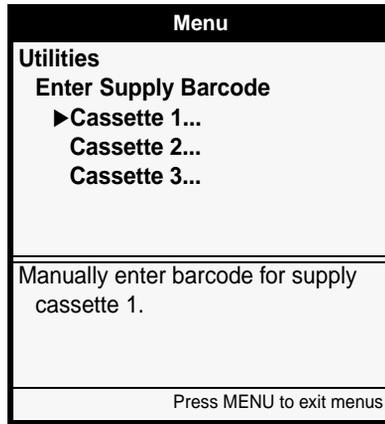 Menu
Utilities
Enter Supply Barcode
▶Cassette 1...
Cassette 2...
Cassette 3...
Manually enter barcode for supply
cassette 1.
Press MENU to exit menus